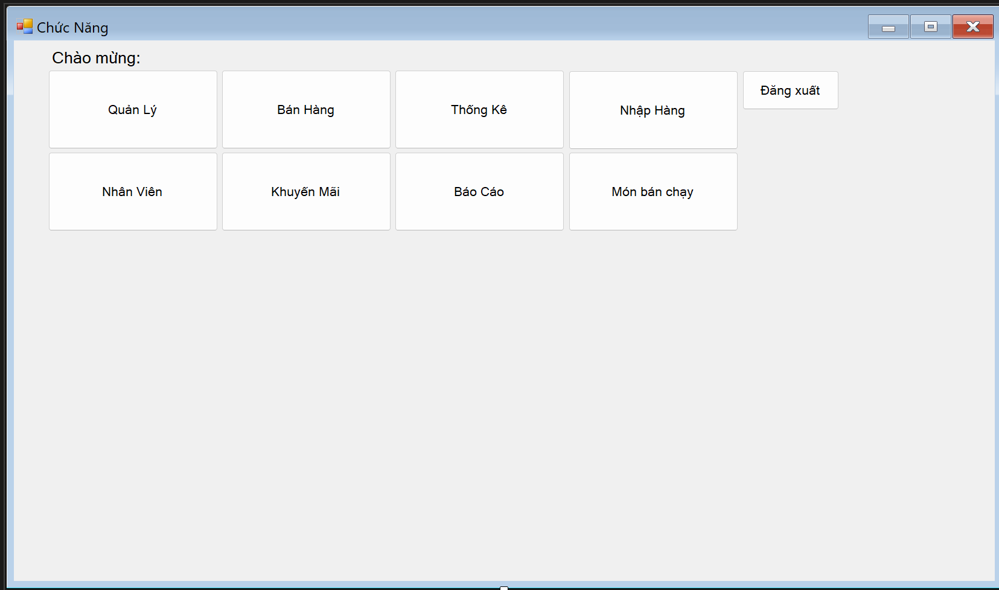 Chức Năng
Chào mừng:
Quản Lý
Bán Hàng
Thống Kê
Nhập Hàng
Đăng xuất
Nhân Viên
Khuyến Mãi
Báo Cáo
Món bán chạy